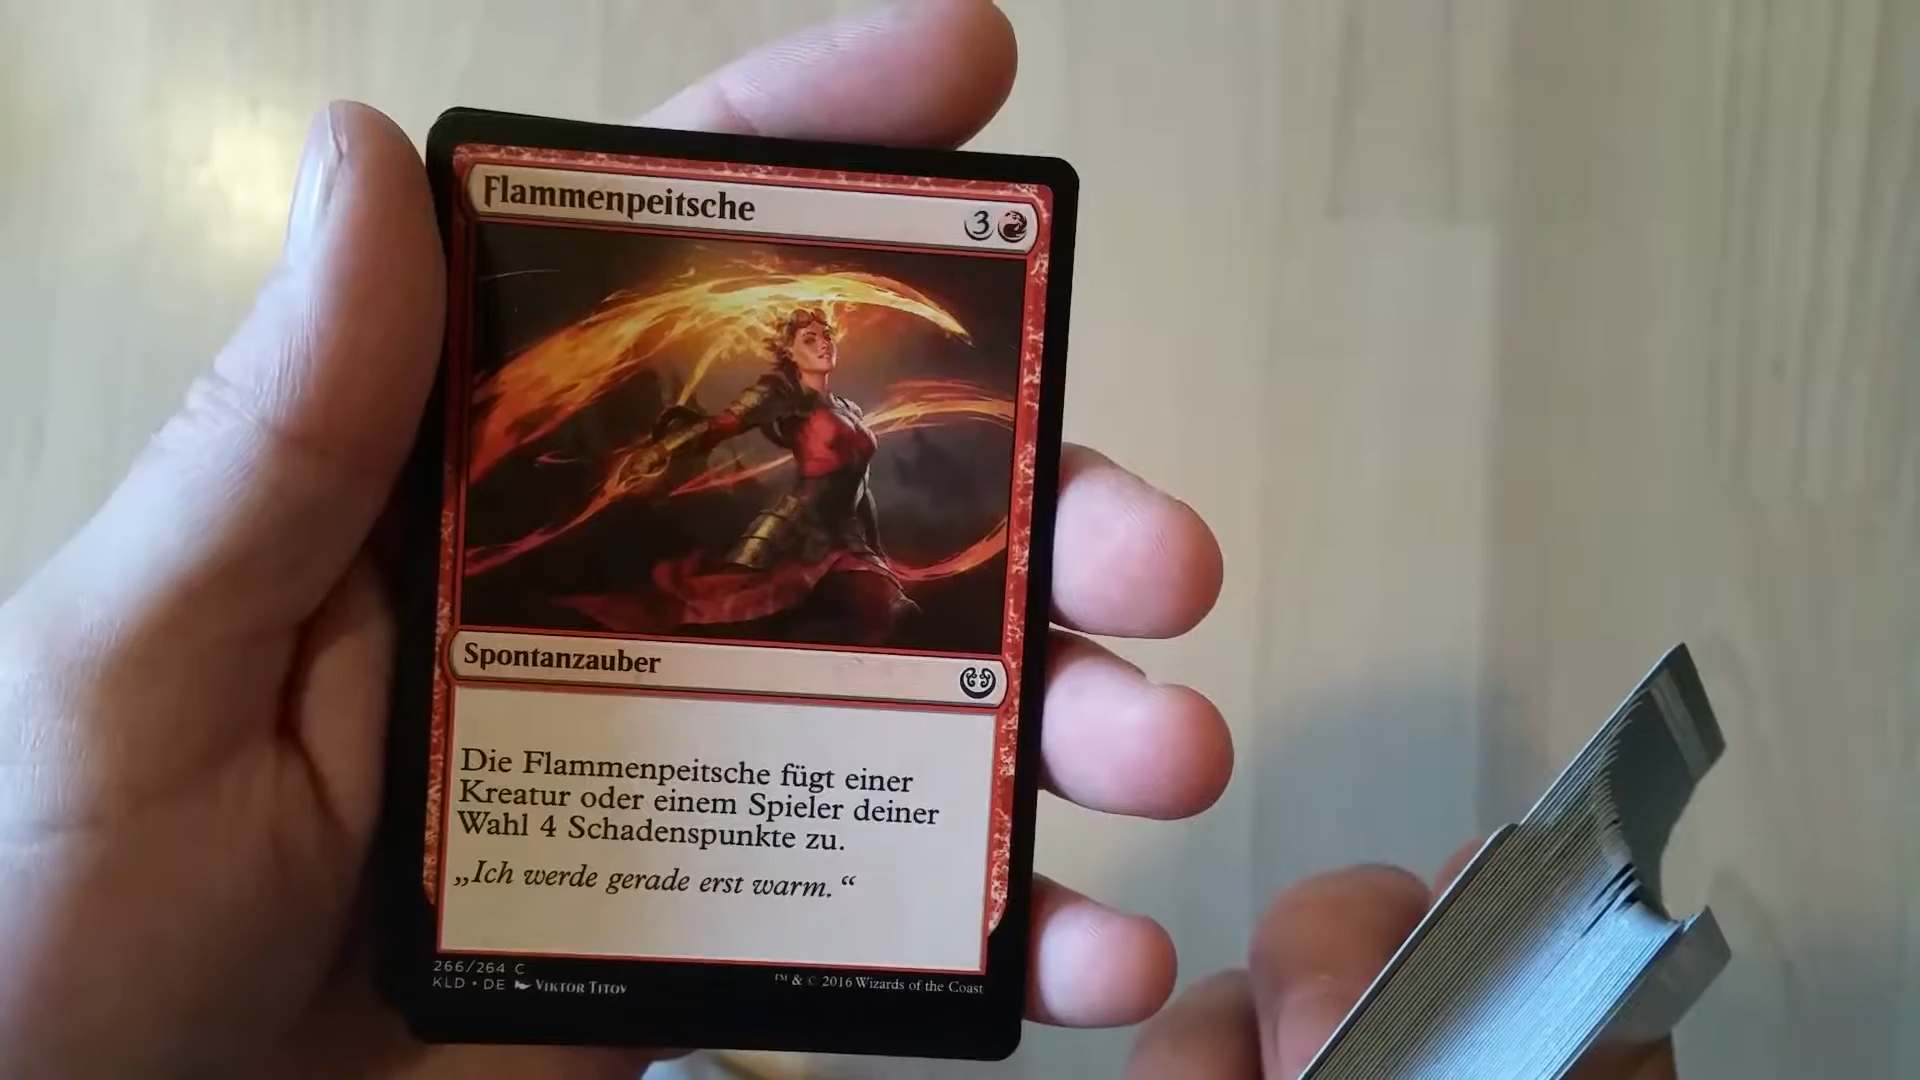 Flammenpeitsche
3
Spontanzauber
Die Flammenpeitsche fügt einer
Kreatur oder einem Spieler deiner
Wahl 4 Schadenspunkte zu.
„Ich werde gerade erst warm.“
266/264 C
KLD • DE Viktor Titov
™ & © 2016 Wizards of the Coast